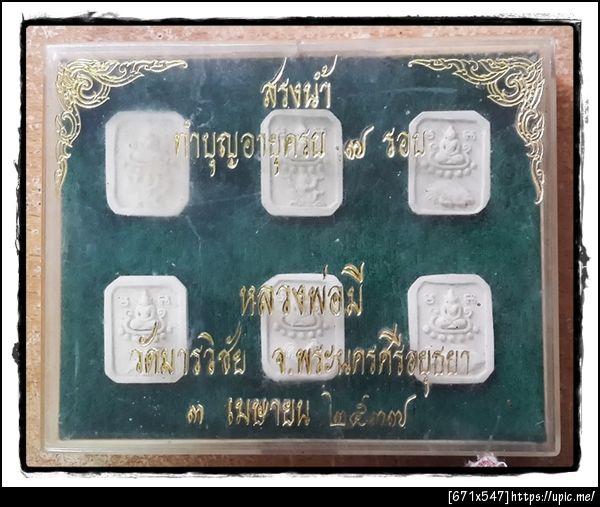 สรงน้ำ
ทำบุญอายุครบ ๗ รอบ
หลวงพ่อมี
วัดมารวิชัย จ.พระนครศรีอยุธยา
๓ เมษายน ๒๕๓๗
[671x547]https://upic.me/